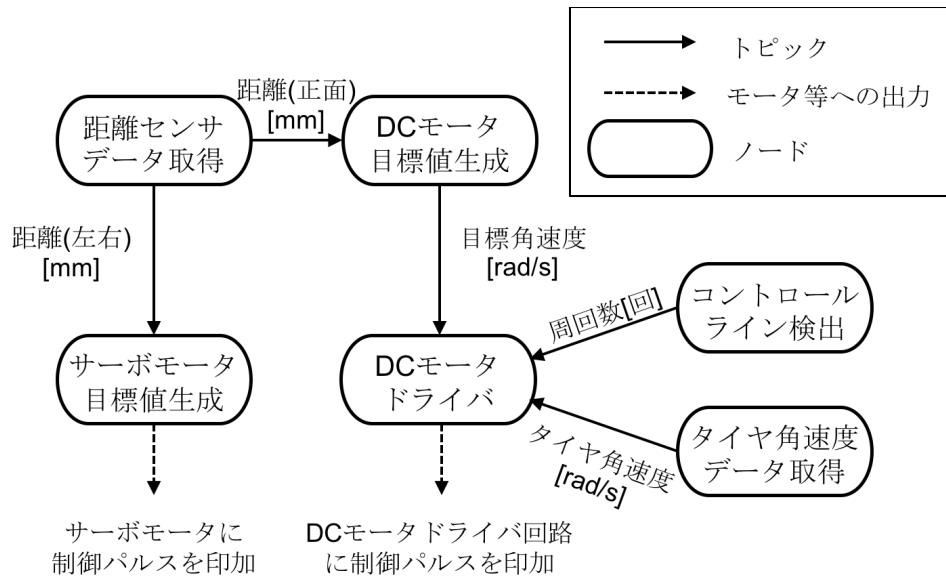 トピック
モータ等への出力
ノード
距離(正面)
[mm]
距離センサ
データ取得
DCモータ
目標値生成
距離(左右)
[mm]
目標角速度
[rad/s]
コントロール
ライン検出
周回数[回]
サーボモータ
目標値生成
DCモータ
ドライバ
タイヤ角速度
[rad/s]
タイヤ角速度
データ取得
サーボモータに
制御パルスを印加
DCモータドライバ回路
に制御パルスを印加